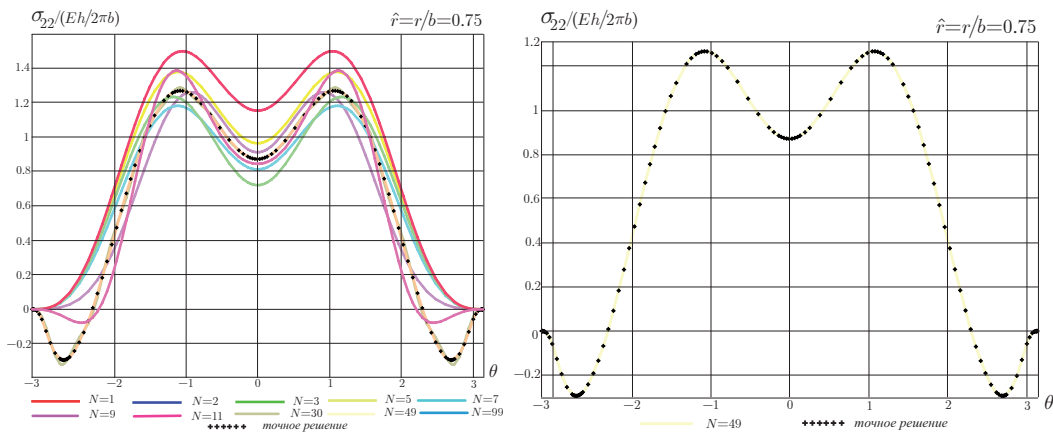 σ₂₂/(Eh/2πb) r̂=r/b=0.75
1.4
1.2
1
0.8
0.6
0.4
0.2
0
−0.2
−3 −2 −1 0 1 2 3 θ
N=1 N=2 N=3 N=5 N=7
N=9 N=11 N=30 N=49 N=99
точное решение
σ₂₂/(Eh/2πb) r̂=r/b=0.75
1.2
1
0.8
0.6
0.4
0.2
0
−0.2
−3 −2 −1 0 1 2 3 θ
N=49 точное решение